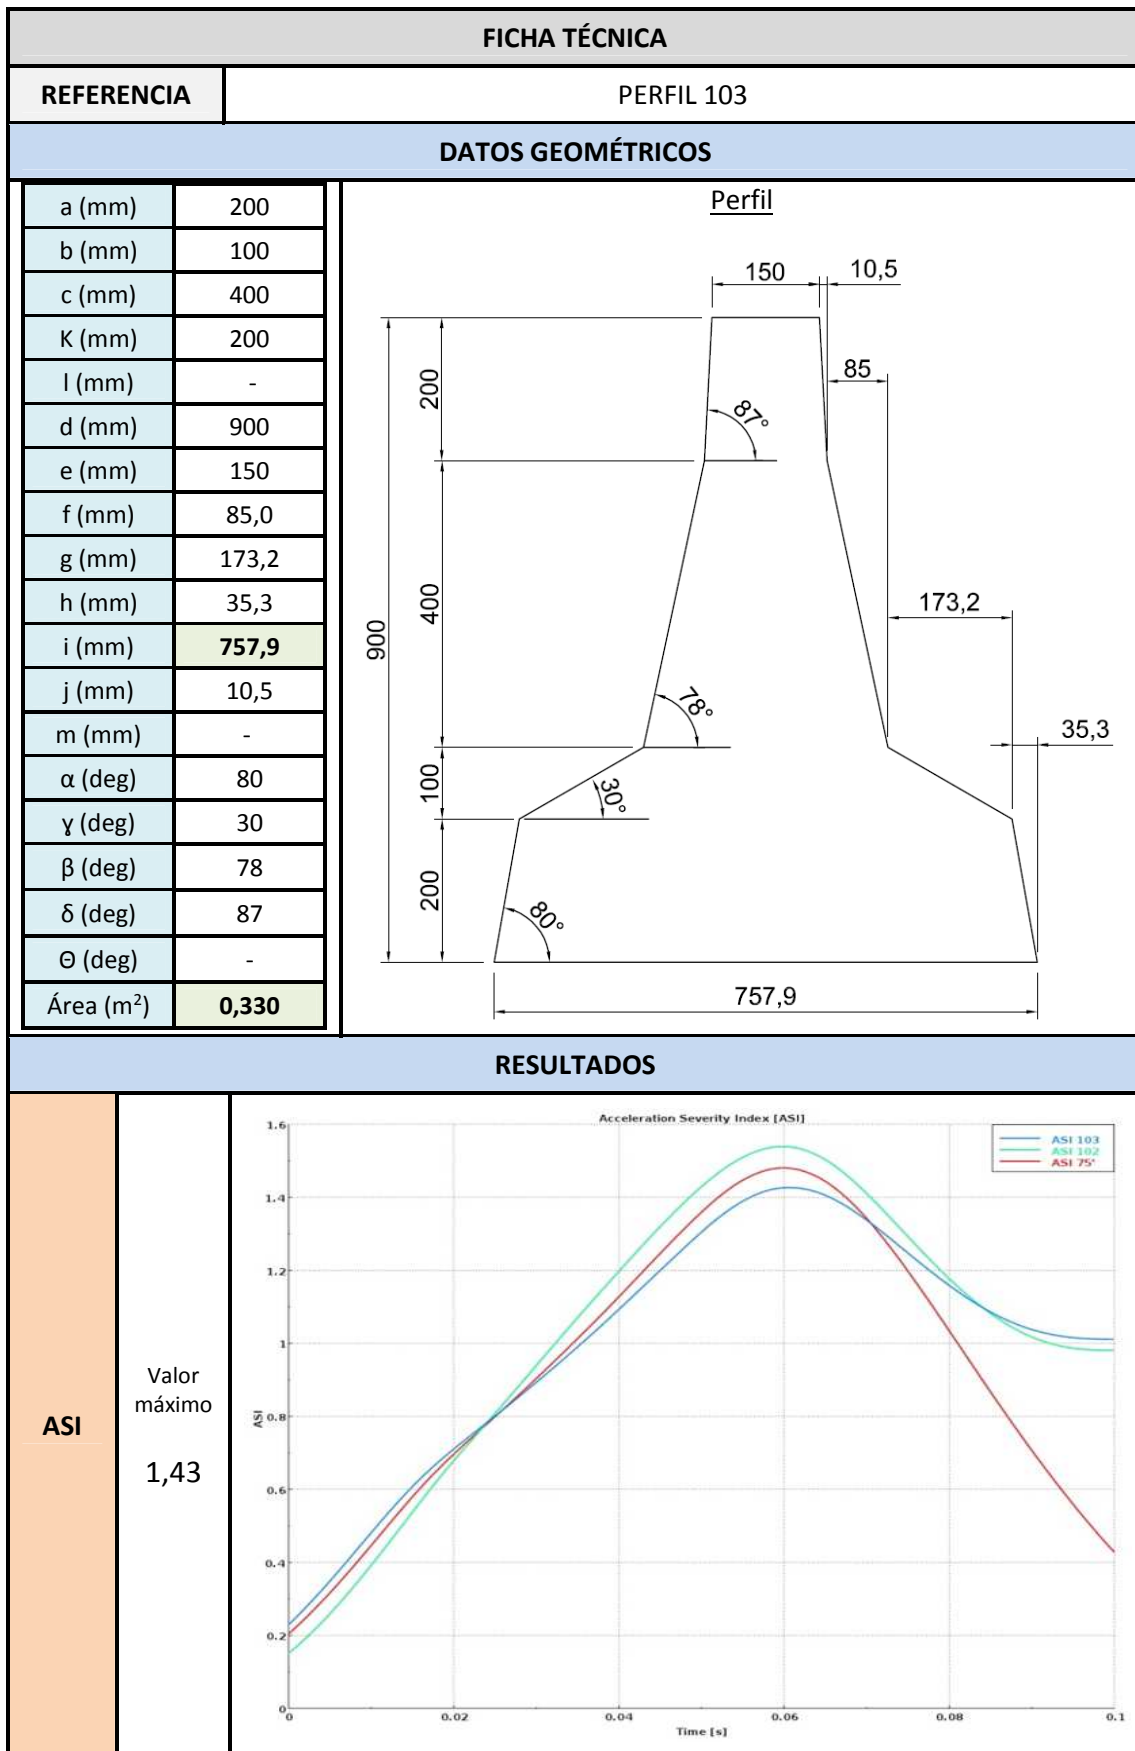 FICHA TÉCNICA
REFERENCIA PERFIL 103
DATOS GEOMÉTRICOS
a (mm) 200
b (mm) 100
c (mm) 400
K (mm) 200
l (mm) -
d (mm) 900
e (mm) 150
f (mm) 85,0
g (mm) 173,2
h (mm) 35,3
i (mm) 757,9
j (mm) 10,5
m (mm) -
α (deg) 80
ɣ (deg) 30
β (deg) 78
δ (deg) 87
Θ (deg) -
Área (m²) 0,330
Perfil
150 10,5
200
85
87°
900
400
173,2
78°
35,3
100
30°
200
80°
757,9
RESULTADOS
ASI
Valor
máximo
1,43
Acceleration Severity Index [ASI]
ASI 103
ASI 102
ASI 75'
1.6
1.4
1.2
1
0.8
0.6
0.4
0.2
0
ASI
0 0.02 0.04 0.06 0.08 0.1
Time [s]